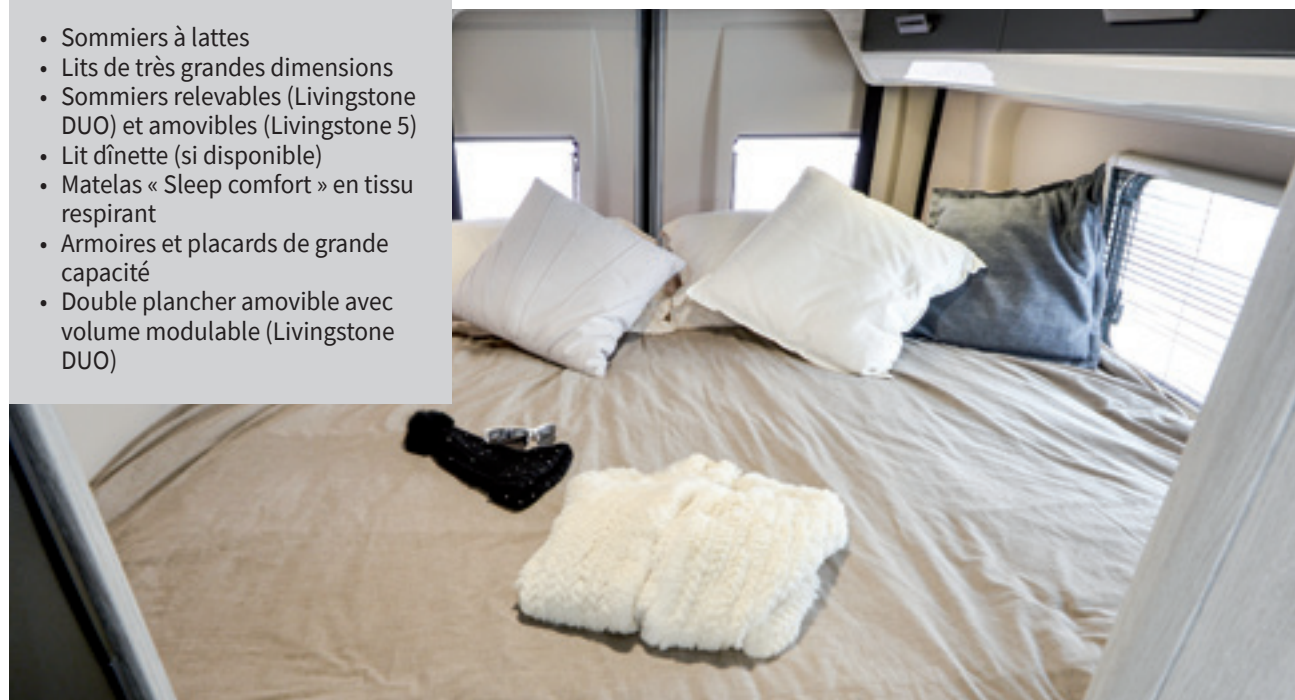 • Sommiers à lattes
• Lits de très grandes dimensions
• Sommiers relevables (Livingstone
DUO) et amovibles (Livingstone 5)
• Lit dînette (si disponible)
• Matelas « Sleep comfort » en tissu
respirant
• Armoires et placards de grande
capacité
• Double plancher amovible avec
volume modulable (Livingstone
DUO)